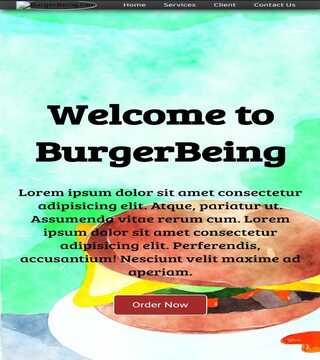 Home Services Client Contact Us
Welcome to
BurgerBeing
Lorem ipsum dolor sit amet consectetur
adipisicing elit. Atque, pariatur ut.
Assumenda vitae rerum cum. Lorem
ipsum dolor sit amet consectetur
adipisicing elit. Perferendis,
accusantium! Nesciunt velit maxime ad
aperiam.
Order Now